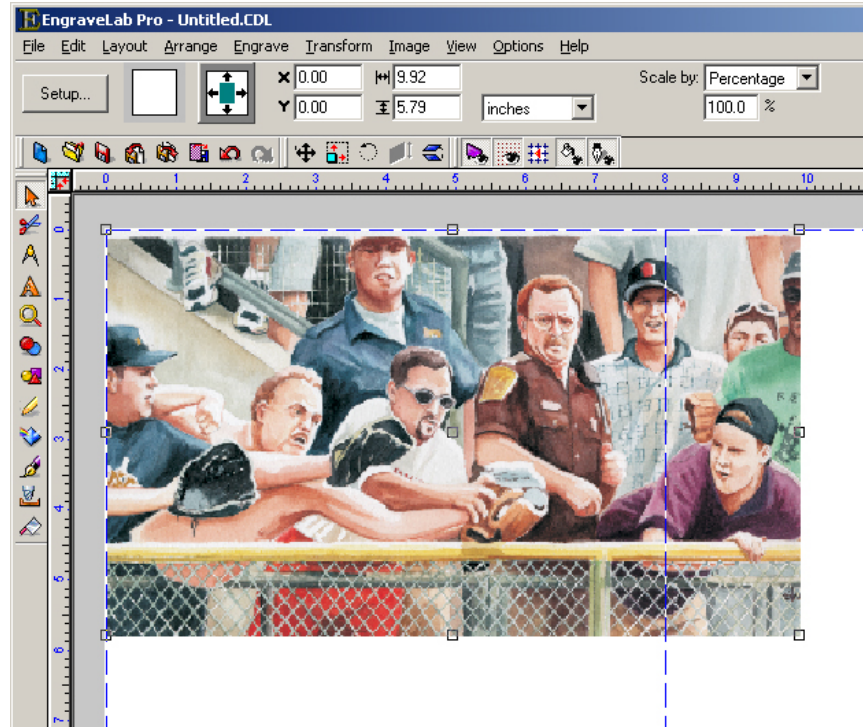 EngraveLab Pro - Untitled.CDL
File Edit Layout Arrange Engrave Transform Image View Options Help
Setup... X 0.00 9.92 Scale by: Percentage
Y 0.00 5.79 inches 100.0 %
0 1 2 3 4 5 6 7 8 9 10
0
1
2
3
4
5
6
7